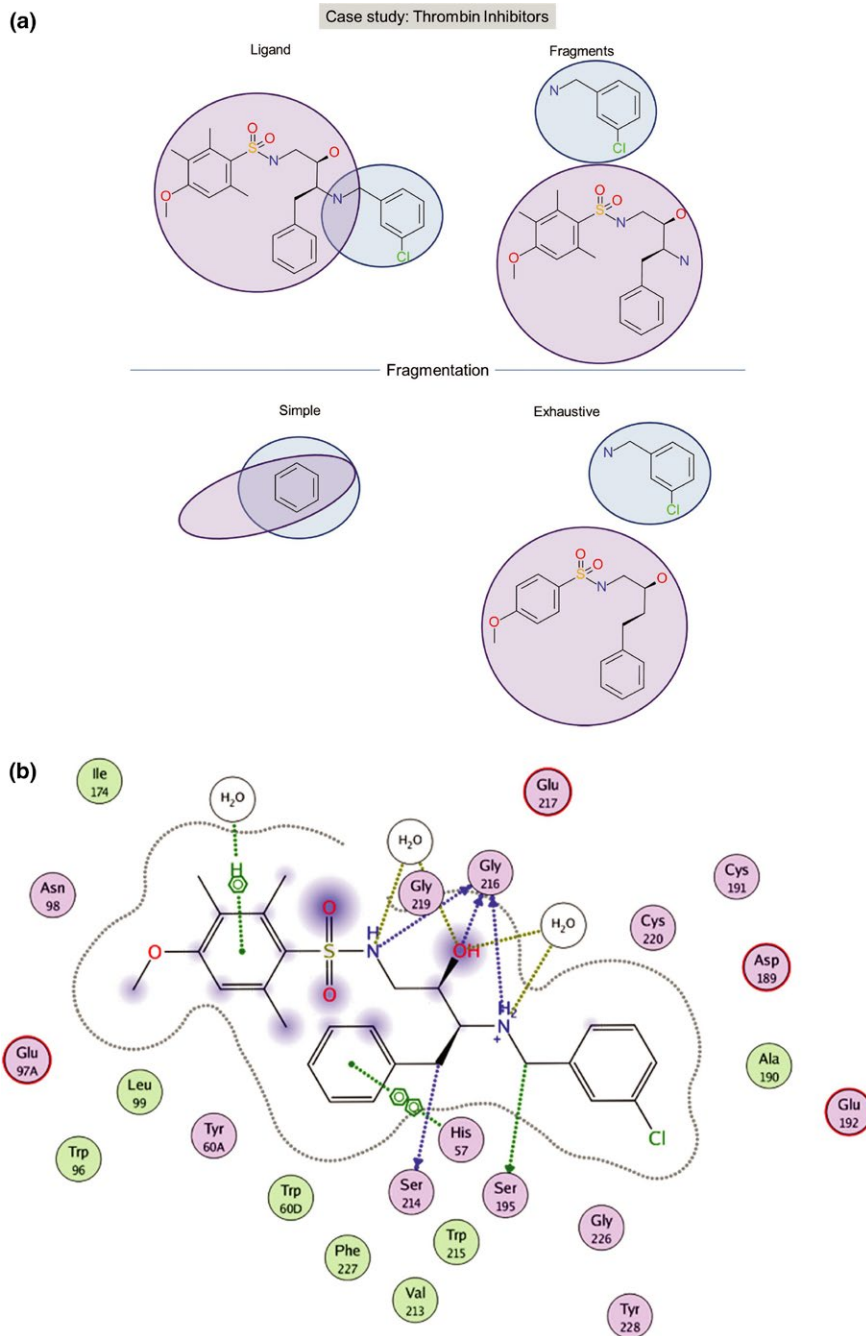 (a)
Case study: Thrombin Inhibitors
Ligand
Fragments
N
Cl
O
O
S
N
O
N
O
Cl
O
O
S
N
O
O
N
Fragmentation
Simple
Exhaustive
N
Cl
O
S
O
N
O
O
(b)
Ile
174
H₂O
Glu
217
H₂O
Gly
216
Cys
191
Gly
219
Asn
98
H
H₂O
Cys
220
O
H
O
S
N
OH
Asp
189
O
H₂
N
+
Glu
97A
Ala
190
Leu
99
Glu
192
Tyr
60A
His
57
Cl
Trp
96
Ser
214
Ser
195
Trp
60D
Gly
226
Phe
227
Trp
215
Val
213
Tyr
228